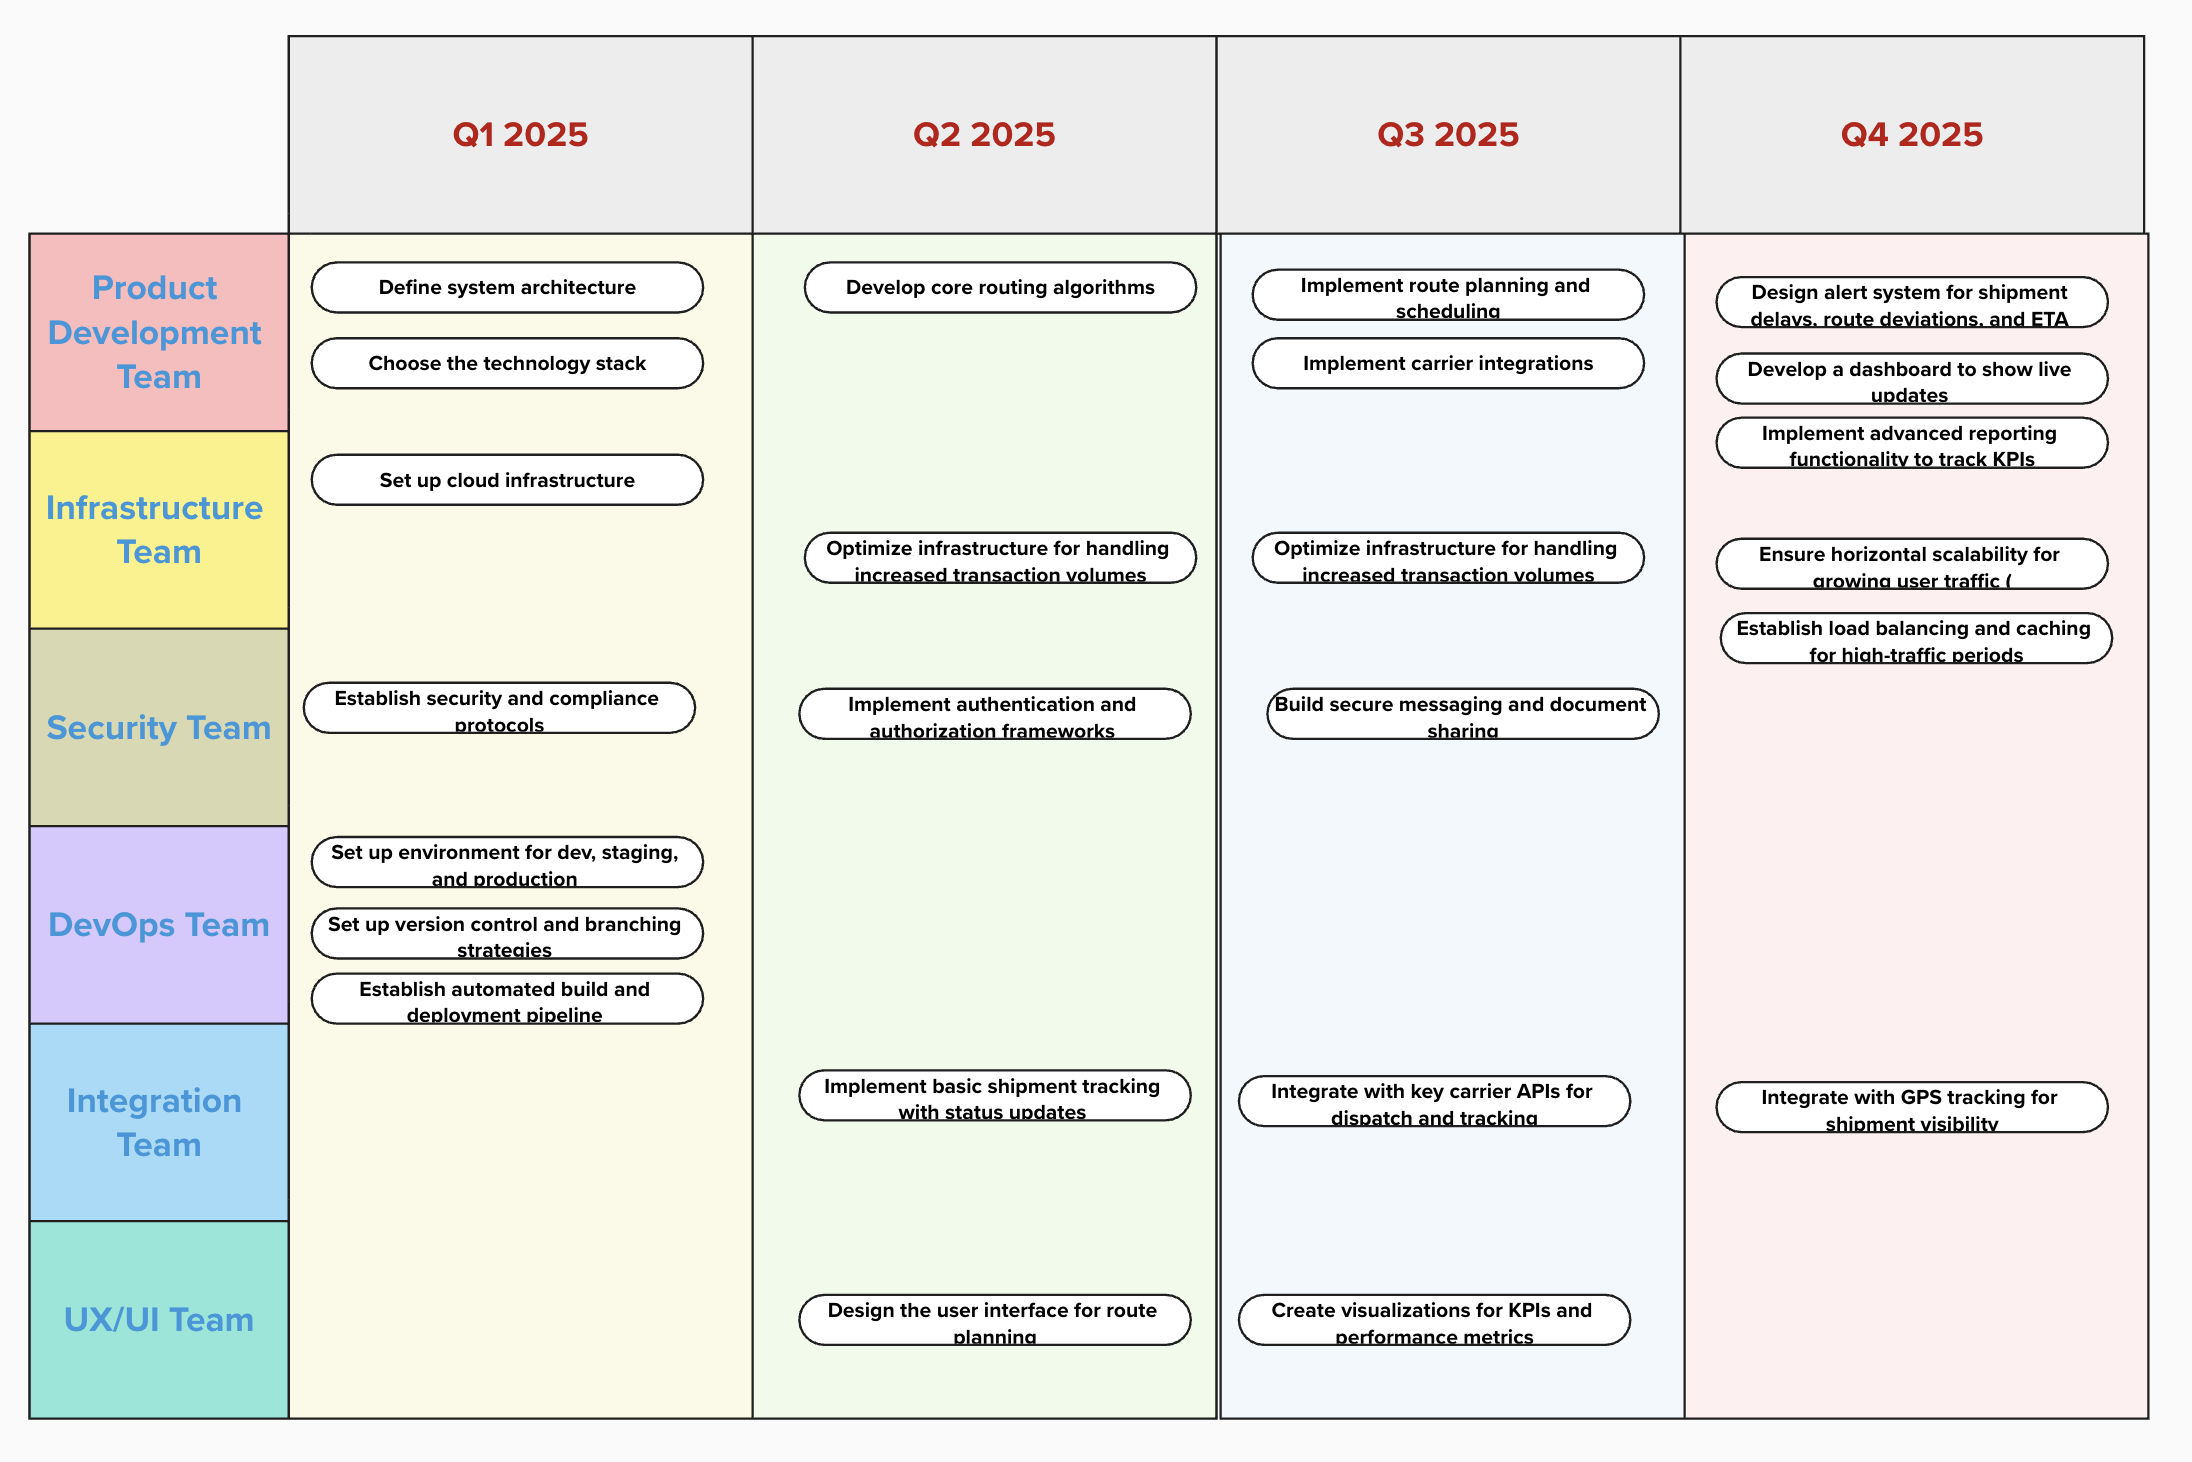 Q1 2025
Q2 2025
Q3 2025
Q4 2025
Product
Development
Team
Define system architecture
Choose the technology stack
Develop core routing algorithms
Implement route planning and
scheduling
Implement carrier integrations
Design alert system for shipment
delays, route deviations, and ETA
Develop a dashboard to show live
updates
Implement advanced reporting
functionality to track KPIs
Infrastructure
Team
Set up cloud infrastructure
Optimize infrastructure for handling
increased transaction volumes
Optimize infrastructure for handling
increased transaction volumes
Ensure horizontal scalability for
growing user traffic (
Establish load balancing and caching
for high-traffic periods
Security Team
Establish security and compliance
protocols
Implement authentication and
authorization frameworks
Build secure messaging and document
sharing
DevOps Team
Set up environment for dev, staging,
and production
Set up version control and branching
strategies
Establish automated build and
deployment pipeline
Integration
Team
Implement basic shipment tracking
with status updates
Integrate with key carrier APIs for
dispatch and tracking
Integrate with GPS tracking for
shipment visibility
UX/UI Team
Design the user interface for route
planning
Create visualizations for KPIs and
performance metrics